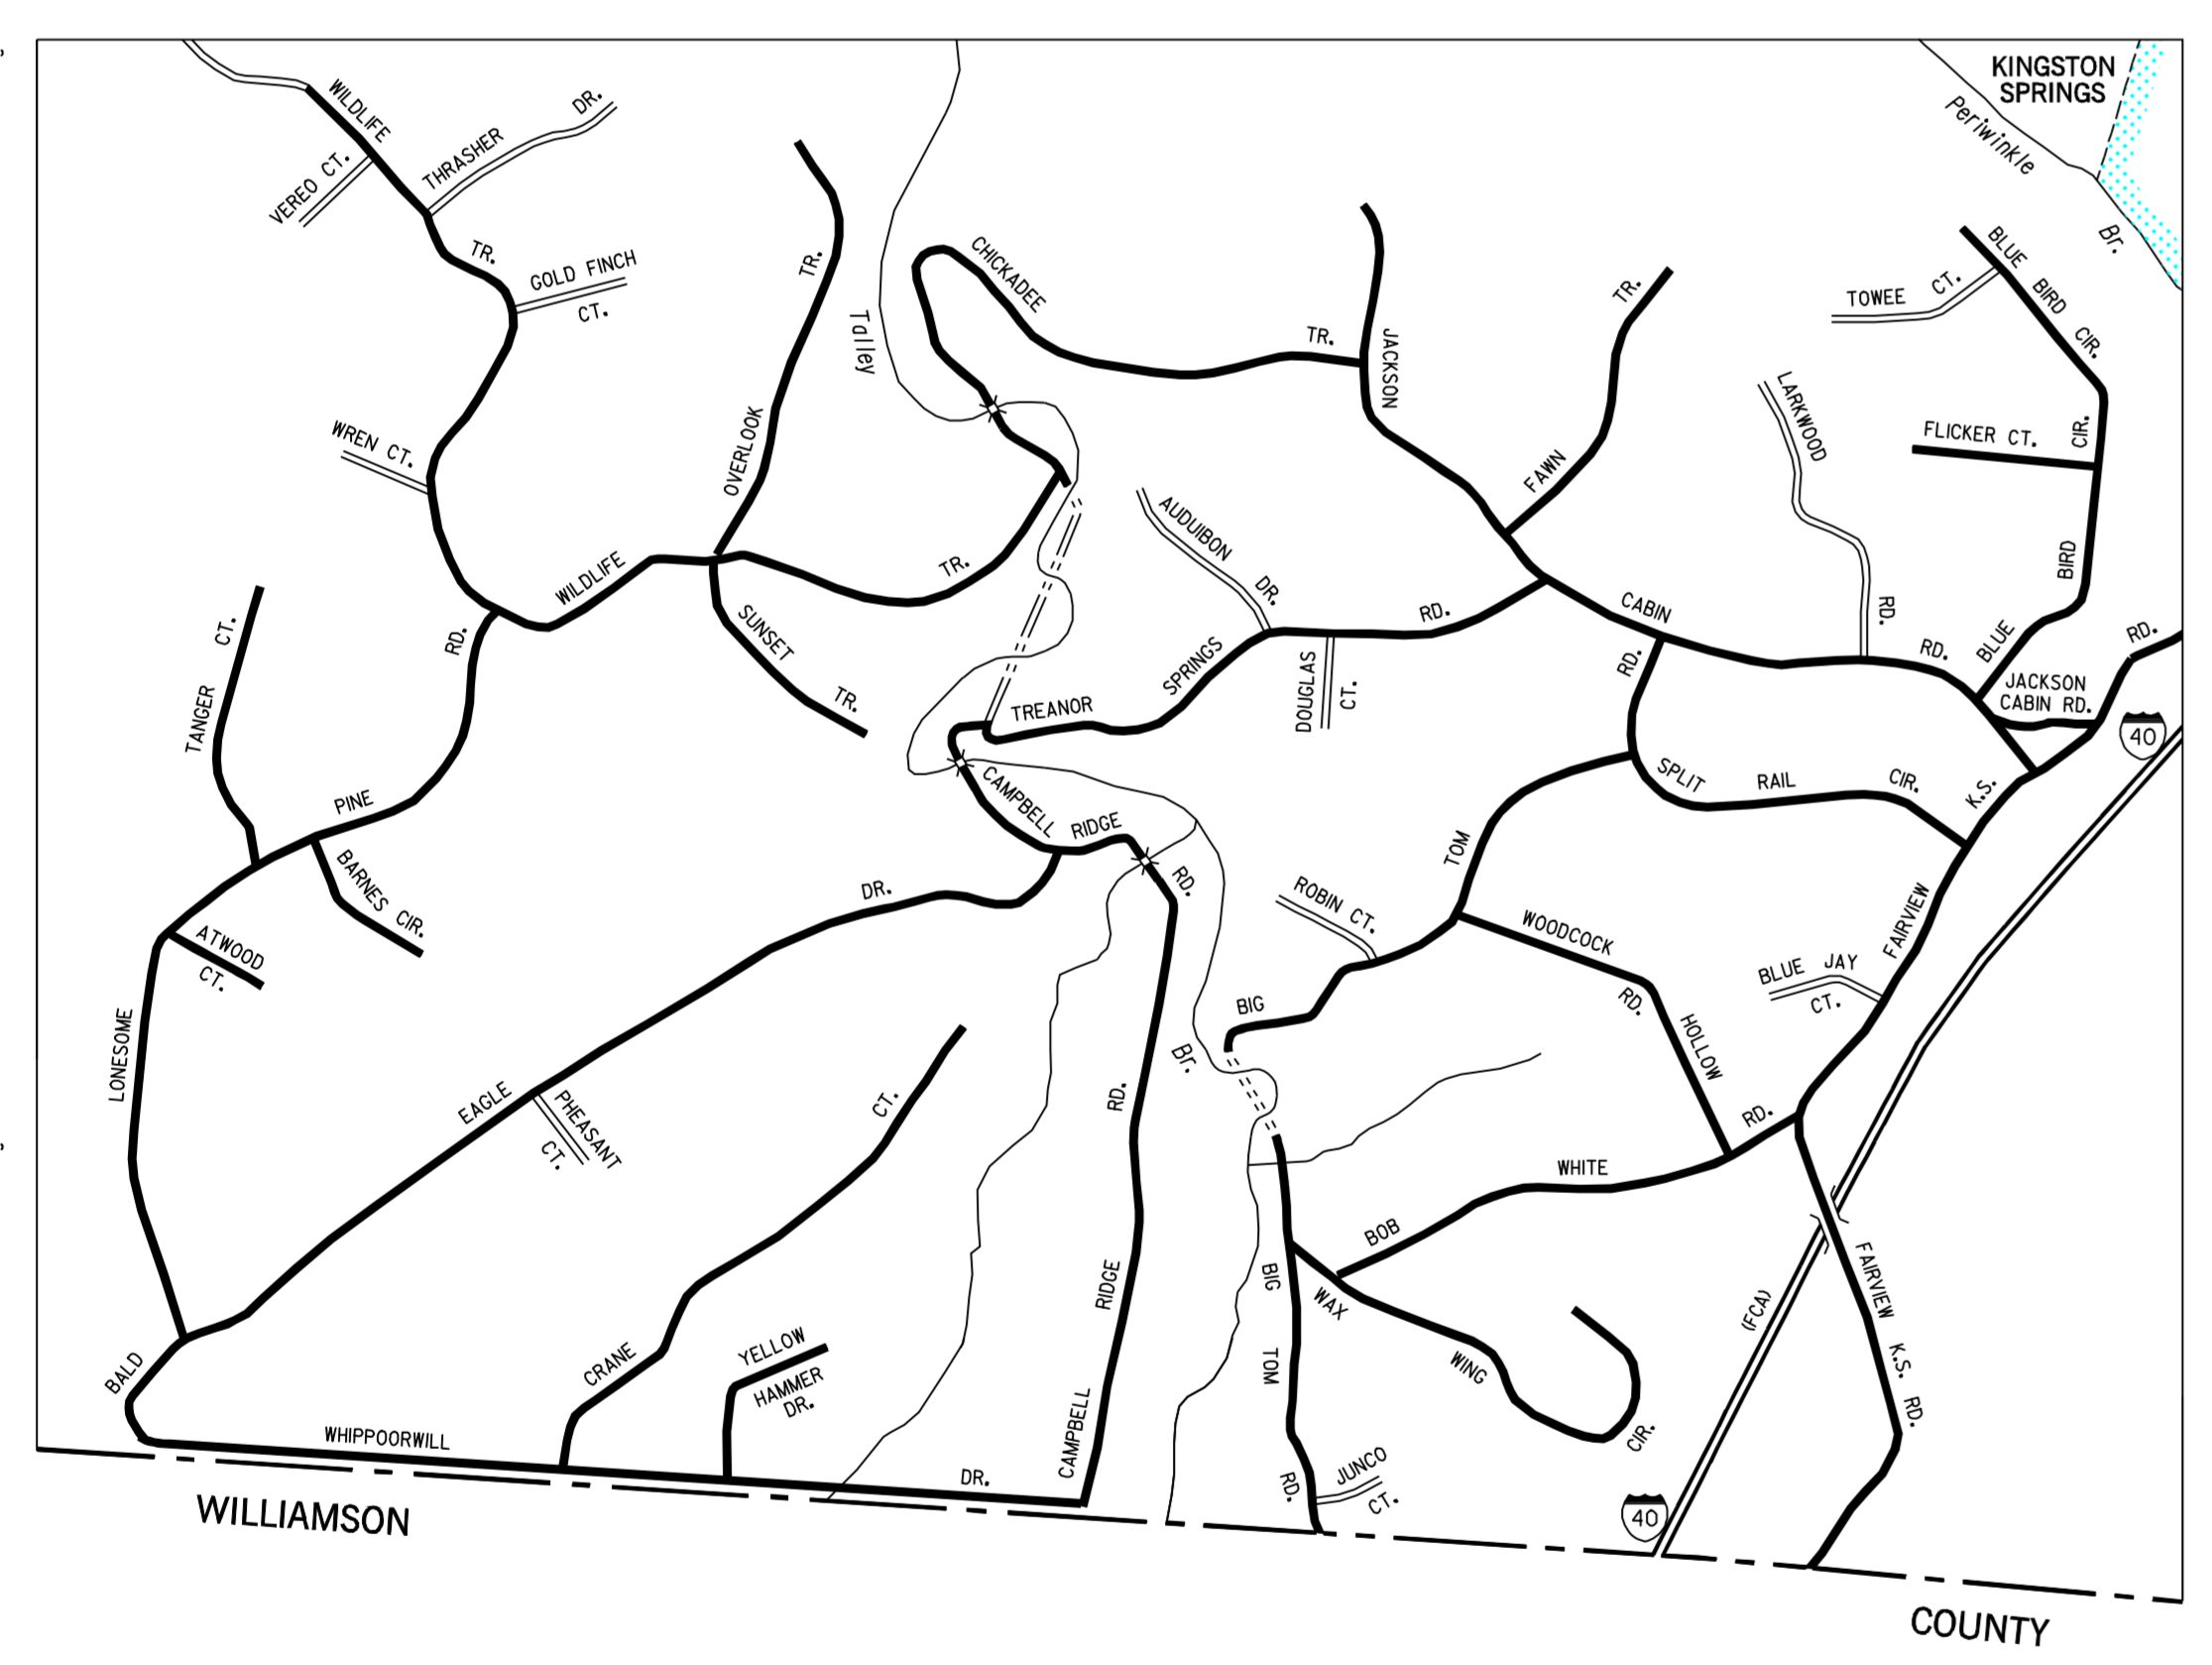 KINGSTON
SPRINGS
Periwinkle
Br.
WILDLIFE
TR.
THRASHER DR.
VEREO CT.
GOLD FINCH
CT.
WREN CT.
OVERLOOK TR.
Talley
CHICKADEE TR.
JACKSON
FAWN TR.
BLUE BIRD CIR.
TOWEE CT.
LARKWOOD RD.
FLICKER CT.
CIR.
BIRD
BLUE
AUDUIBON DR.
CABIN RD.
RD.
JACKSON
CABIN RD.
40
WILDLIFE TR.
SUNSET TR.
TANGER CT.
RD.
PINE
BARNES CIR.
ATWOOD
CT.
LONESOME
TREANOR SPRINGS RD.
DOUGLAS
CT.
RD.
SPLIT RAIL CIR.
K.S.
FAIRVIEW
CAMPBELL RIDGE RD.
TOM
BIG
ROBIN CT.
WOODCOCK
RD.
HOLLOW
BLUE JAY
CT.
DR.
EAGLE
BALD
PHEASANT
CT.
Br.
RD.
RIDGE
CAMPBELL
CRANE CT.
YELLOW
HAMMER
DR.
WHIPPOORWILL DR.
BOB WHITE RD.
WAX WING CIR.
BIG TOM RD.
JUNCO
CT.
FAIRVIEW K.S. RD.
(FCA)
40
WILLIAMSON
COUNTY